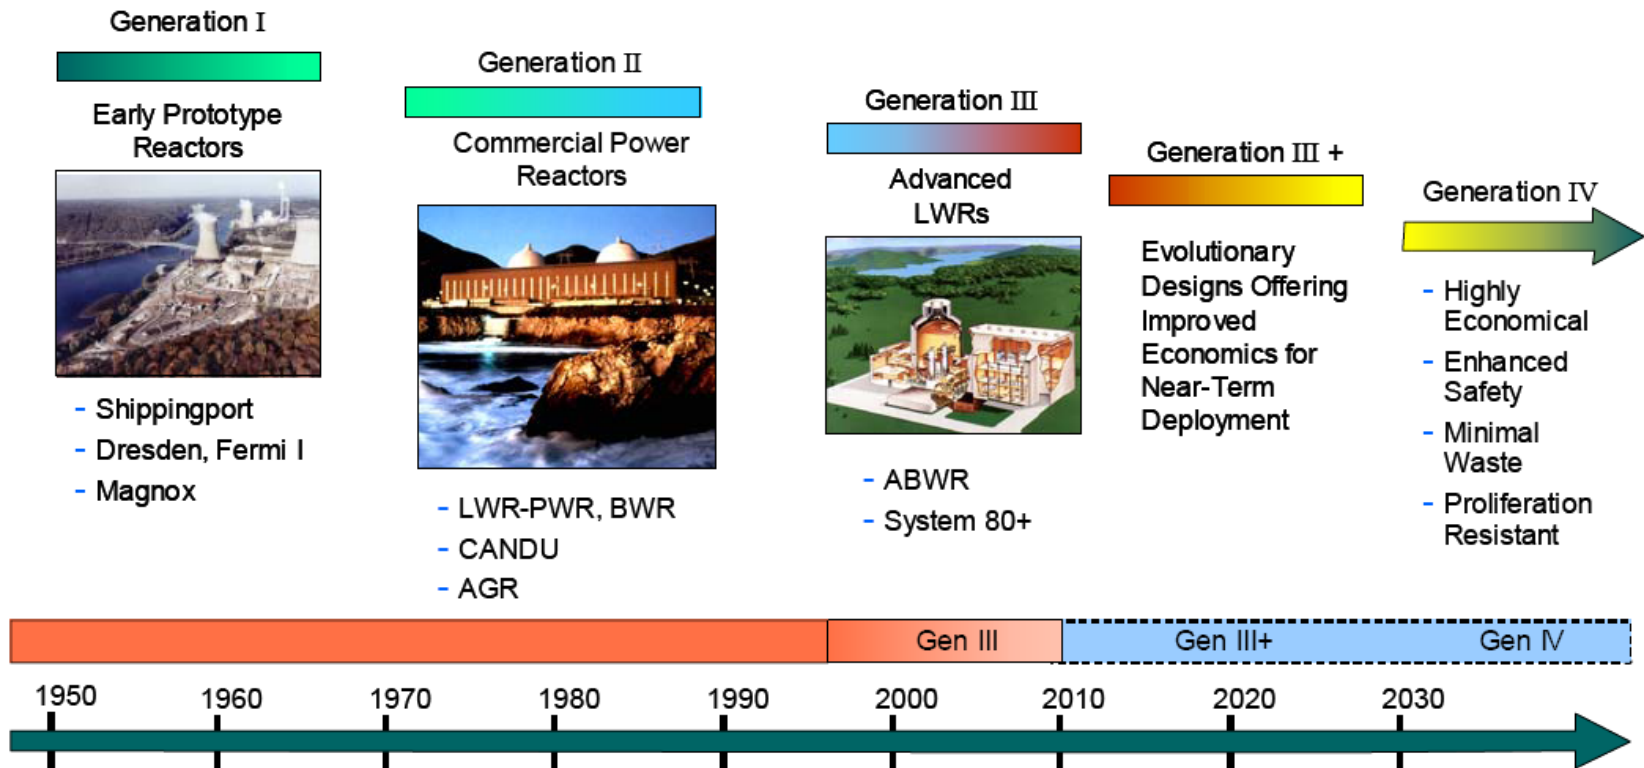 Generation I
Early Prototype
Reactors
- Shippingport
- Dresden, Fermi I
- Magnox
Generation II
Commercial Power
Reactors
- LWR-PWR, BWR
- CANDU
- AGR
Generation III
Advanced
LWRs
- ABWR
- System 80+
Generation III +
Evolutionary
Designs Offering
Improved
Economics for
Near-Term
Deployment
Generation IV
- Highly
Economical
- Enhanced
Safety
- Minimal
Waste
- Proliferation
Resistant
Gen III
Gen III+
Gen IV
1950
1960
1970
1980
1990
2000
2010
2020
2030